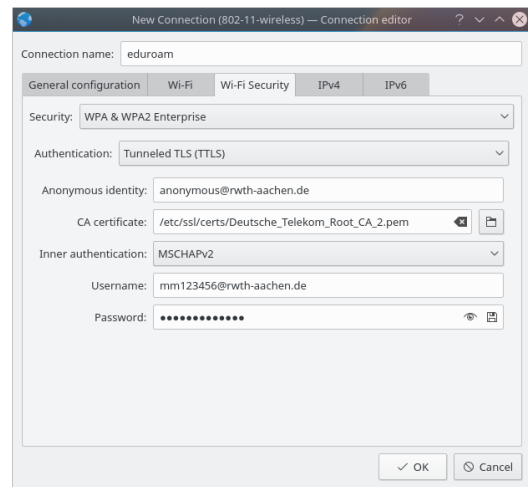 New Connection (802-11-wireless) — Connection editor
Connection name: eduroam
General configuration Wi-Fi Wi-Fi Security IPv4 IPv6
Security: WPA & WPA2 Enterprise
Authentication: Tunneled TLS (TTLS)
Anonymous identity: anonymous@rwth-aachen.de
CA certificate: /etc/ssl/certs/Deutsche_Telekom_Root_CA_2.pem
Inner authentication: MSCHAPv2
Username: mm123456@rwth-aachen.de
Password: •••••••••••••
OK Cancel